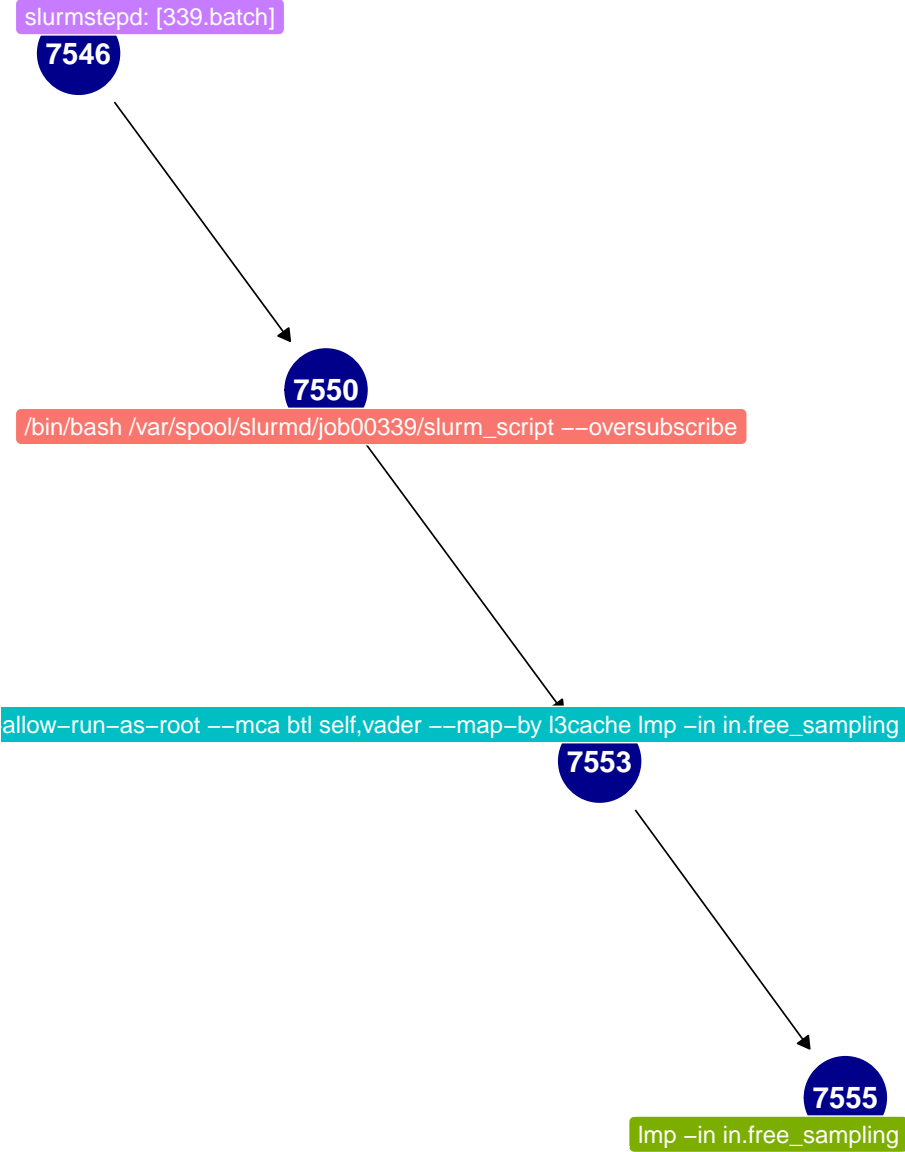 slurmstepd: [339.batch]
7546
7550
/bin/bash /var/spool/slurmd/job00339/slurm_script −−oversubscribe
allow−run−as−root −−mca btl self,vader −−map−by l3cache lmp −in in.free_sampling
7553
7555
lmp −in in.free_sampling